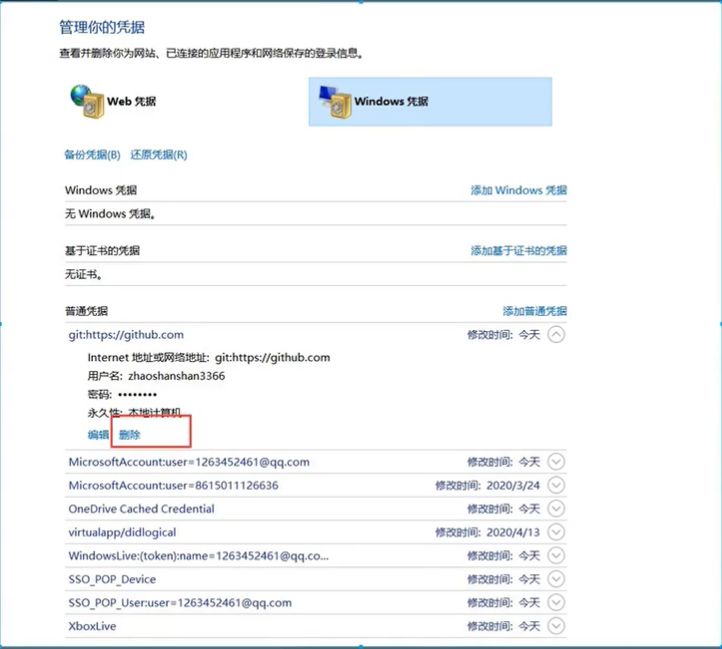 管理你的凭据
查看并删除你为网站、已连接的应用程序和网络保存的登录信息。
Web 凭据
Windows 凭据
备份凭据(B) 还原凭据(R)
Windows 凭据 添加 Windows 凭据
无 Windows 凭据。
基于证书的凭据 添加基于证书的凭据
无证书。
普通凭据 添加普通凭据
git:https://github.com 修改时间: 今天
Internet 地址或网络地址: git:https://github.com
用户名: zhaoshanshan3366
密码: ••••••••
永久性: 本地计算机
编辑 删除
MicrosoftAccount:user=1263452461@qq.com 修改时间: 今天
MicrosoftAccount:user=8615011126636 修改时间: 2020/3/24
OneDrive Cached Credential 修改时间: 今天
virtualapp/didlogical 修改时间: 2020/4/13
WindowsLive:(token):name=1263452461@qq.co... 修改时间: 今天
SSO_POP_Device 修改时间: 今天
SSO_POP_User:user=1263452461@qq.com 修改时间: 今天
XboxLive 修改时间: 今天